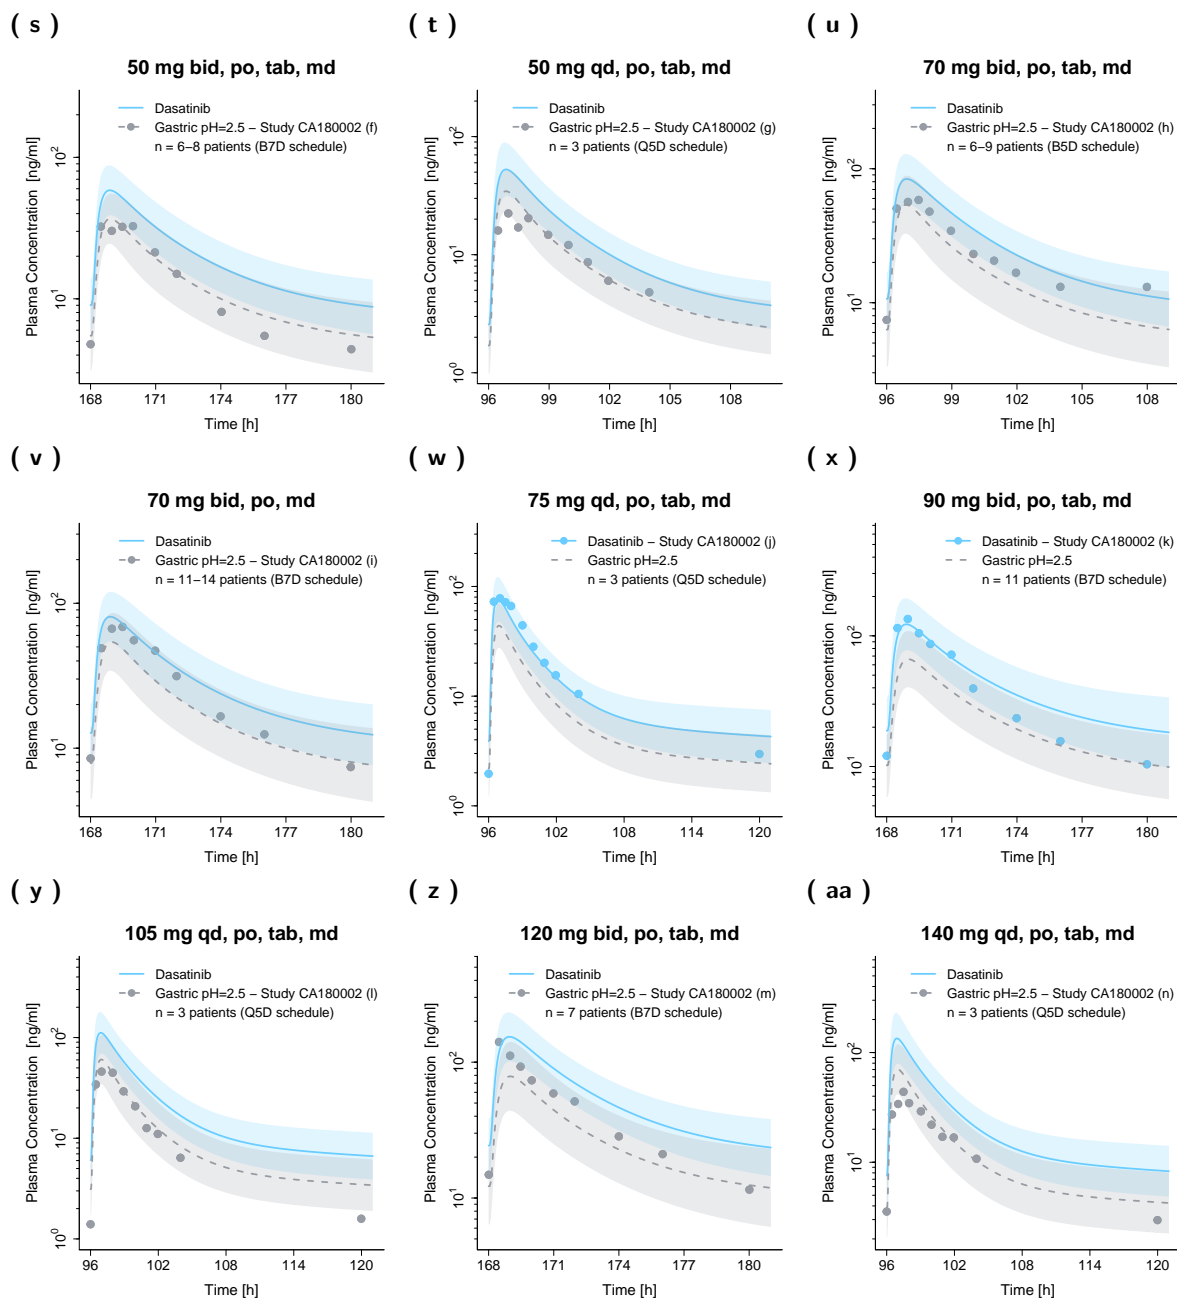 ( s )
50 mg bid, po, tab, md
Dasatinib
Gastric pH=2.5 − Study CA180002 (f)
n = 6−8 patients (B7D schedule)
Plasma Concentration [ng/ml]
10²
10¹
168 171 174 177 180
Time [h]
( t )
50 mg qd, po, tab, md
Dasatinib
Gastric pH=2.5 − Study CA180002 (g)
n = 3 patients (Q5D schedule)
Plasma Concentration [ng/ml]
10²
10¹
10⁰
96 99 102 105 108
Time [h]
( u )
70 mg bid, po, tab, md
Dasatinib
Gastric pH=2.5 − Study CA180002 (h)
n = 6−9 patients (B5D schedule)
Plasma Concentration [ng/ml]
10²
10¹
96 99 102 105 108
Time [h]
( v )
70 mg bid, po, md
Dasatinib
Gastric pH=2.5 − Study CA180002 (i)
n = 11−14 patients (B7D schedule)
Plasma Concentration [ng/ml]
10²
10¹
168 171 174 177 180
Time [h]
( w )
75 mg qd, po, tab, md
Dasatinib − Study CA180002 (j)
Gastric pH=2.5
n = 3 patients (Q5D schedule)
Plasma Concentration [ng/ml]
10²
10¹
10⁰
96 102 108 114 120
Time [h]
( x )
90 mg bid, po, tab, md
Dasatinib − Study CA180002 (k)
Gastric pH=2.5
n = 11 patients (B7D schedule)
Plasma Concentration [ng/ml]
10²
10¹
168 171 174 177 180
Time [h]
( y )
105 mg qd, po, tab, md
Dasatinib
Gastric pH=2.5 − Study CA180002 (l)
n = 3 patients (Q5D schedule)
Plasma Concentration [ng/ml]
10²
10¹
10⁰
96 102 108 114 120
Time [h]
( z )
120 mg bid, po, tab, md
Dasatinib
Gastric pH=2.5 − Study CA180002 (m)
n = 7 patients (B7D schedule)
Plasma Concentration [ng/ml]
10²
10¹
168 171 174 177 180
Time [h]
( aa )
140 mg qd, po, tab, md
Dasatinib
Gastric pH=2.5 − Study CA180002 (n)
n = 3 patients (Q5D schedule)
Plasma Concentration [ng/ml]
10²
10¹
96 102 108 114 120
Time [h]